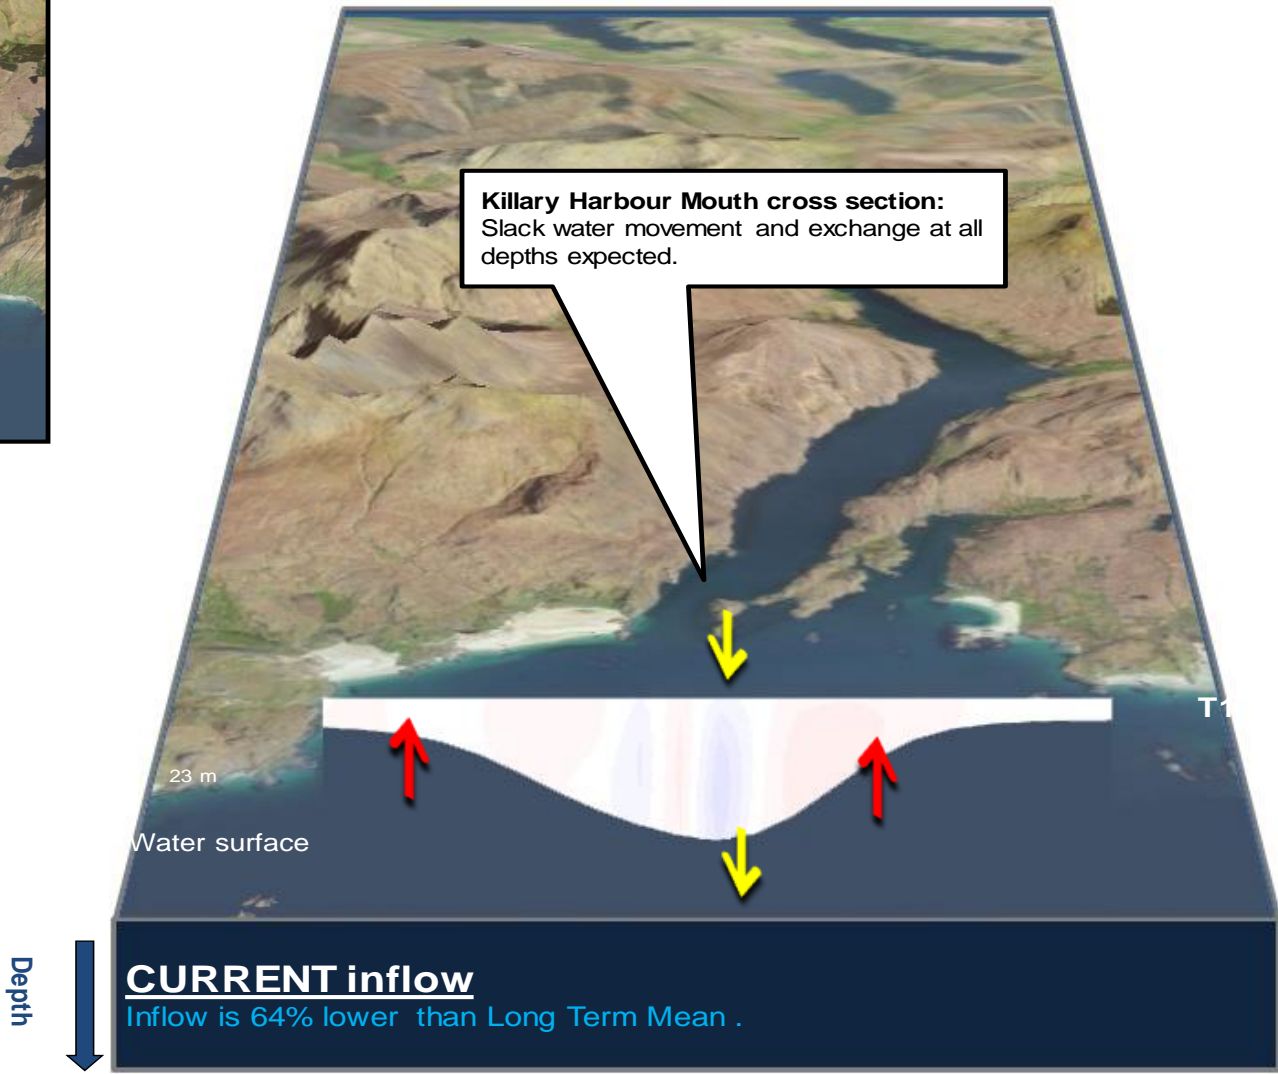 Killary Harbour Mouth cross section:
Slack water movement and exchange at all
depths expected.
23 m
Water surface
Depth
CURRENT inflow
Inflow is 64% lower than Long Term Mean .